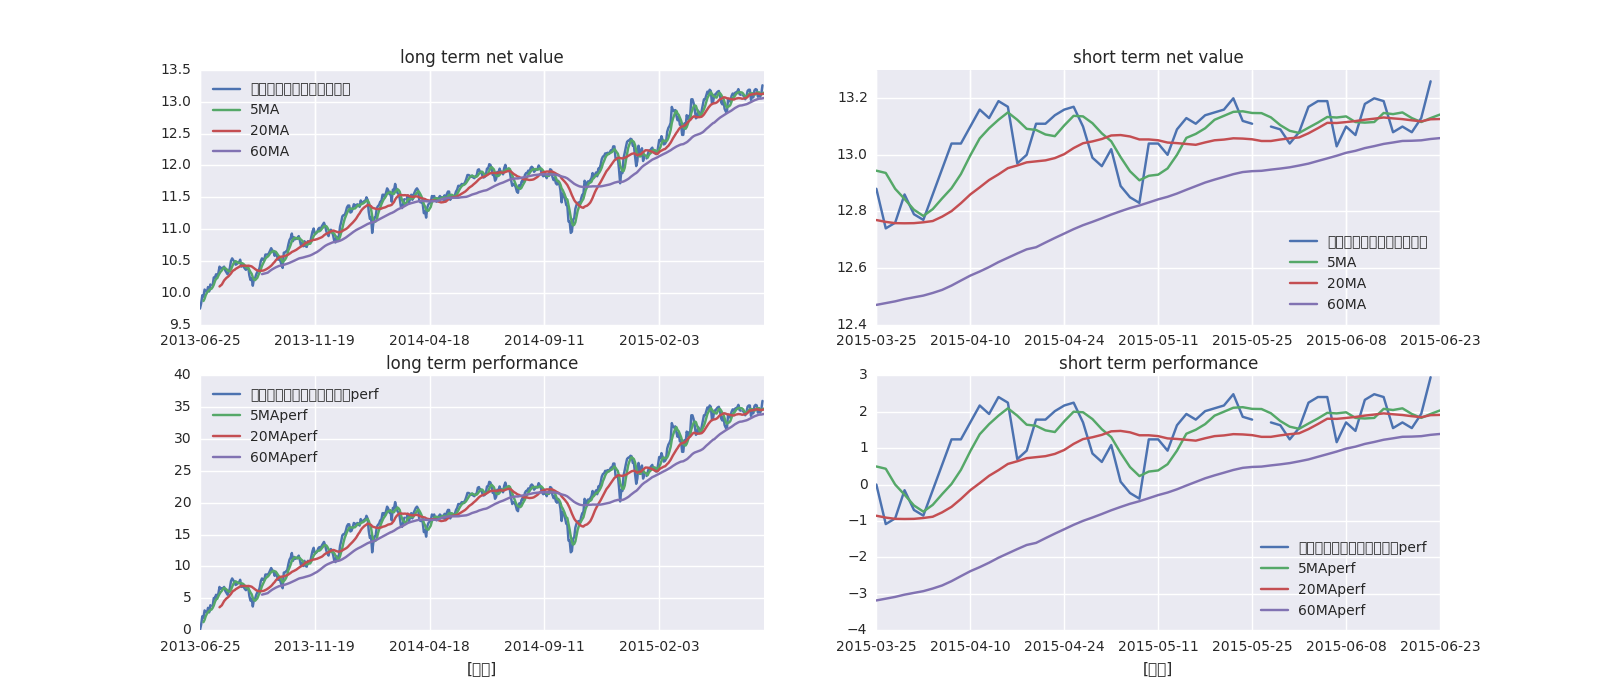 long term net value
13.5
13.0
12.5
12.0
11.5
11.0
10.5
10.0
9.5
5MA
20MA
60MA
2013-06-25 2013-11-19 2014-04-18 2014-09-11 2015-02-03
short term net value
13.2
13.0
12.8
12.6
12.4
5MA
20MA
60MA
2015-03-25 2015-04-10 2015-04-24 2015-05-11 2015-05-25 2015-06-08 2015-06-23
long term performance
40
35
30
25
20
15
10
5
0
perf
5MAperf
20MAperf
60MAperf
2013-06-25 2013-11-19 2014-04-18 2014-09-11 2015-02-03
[]
short term performance
3
2
1
0
−1
−2
−3
−4
perf
5MAperf
20MAperf
60MAperf
2015-03-25 2015-04-10 2015-04-24 2015-05-11 2015-05-25 2015-06-08 2015-06-23
[]